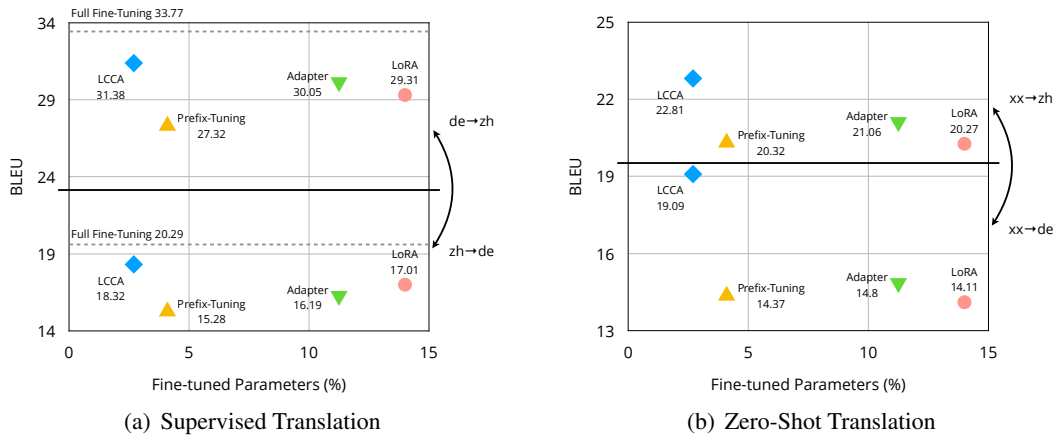 Full Fine-Tuning 33.77
34
29
24
19
14
BLEU
LCCA
31.38
Prefix-Tuning
27.32
Adapter
30.05
LoRA
29.31
de→zh
Full Fine-Tuning 20.29
zh→de
LCCA
18.32
Prefix-Tuning
15.28
Adapter
16.19
LoRA
17.01
0 5 10 15
Fine-tuned Parameters (%)
(a) Supervised Translation
25
22
19
16
13
BLEU
LCCA
22.81
Prefix-Tuning
20.32
Adapter
21.06
LoRA
20.27
xx→zh
LCCA
19.09
xx→de
Prefix-Tuning
14.37
Adapter
14.8
LoRA
14.11
0 5 10 15
Fine-tuned Parameters (%)
(b) Zero-Shot Translation